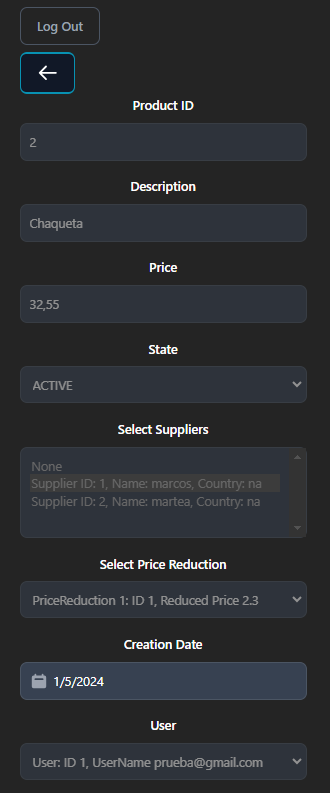 Log Out
Product ID
2
Description
Chaqueta
Price
32,55
State
ACTIVE
Select Suppliers
None
Supplier ID: 1, Name: marcos, Country: na
Supplier ID: 2, Name: martea, Country: na
Select Price Reduction
PriceReduction 1: ID 1, Reduced Price 2.3
Creation Date
1/5/2024
User
User: ID 1, UserName prueba@gmail.com